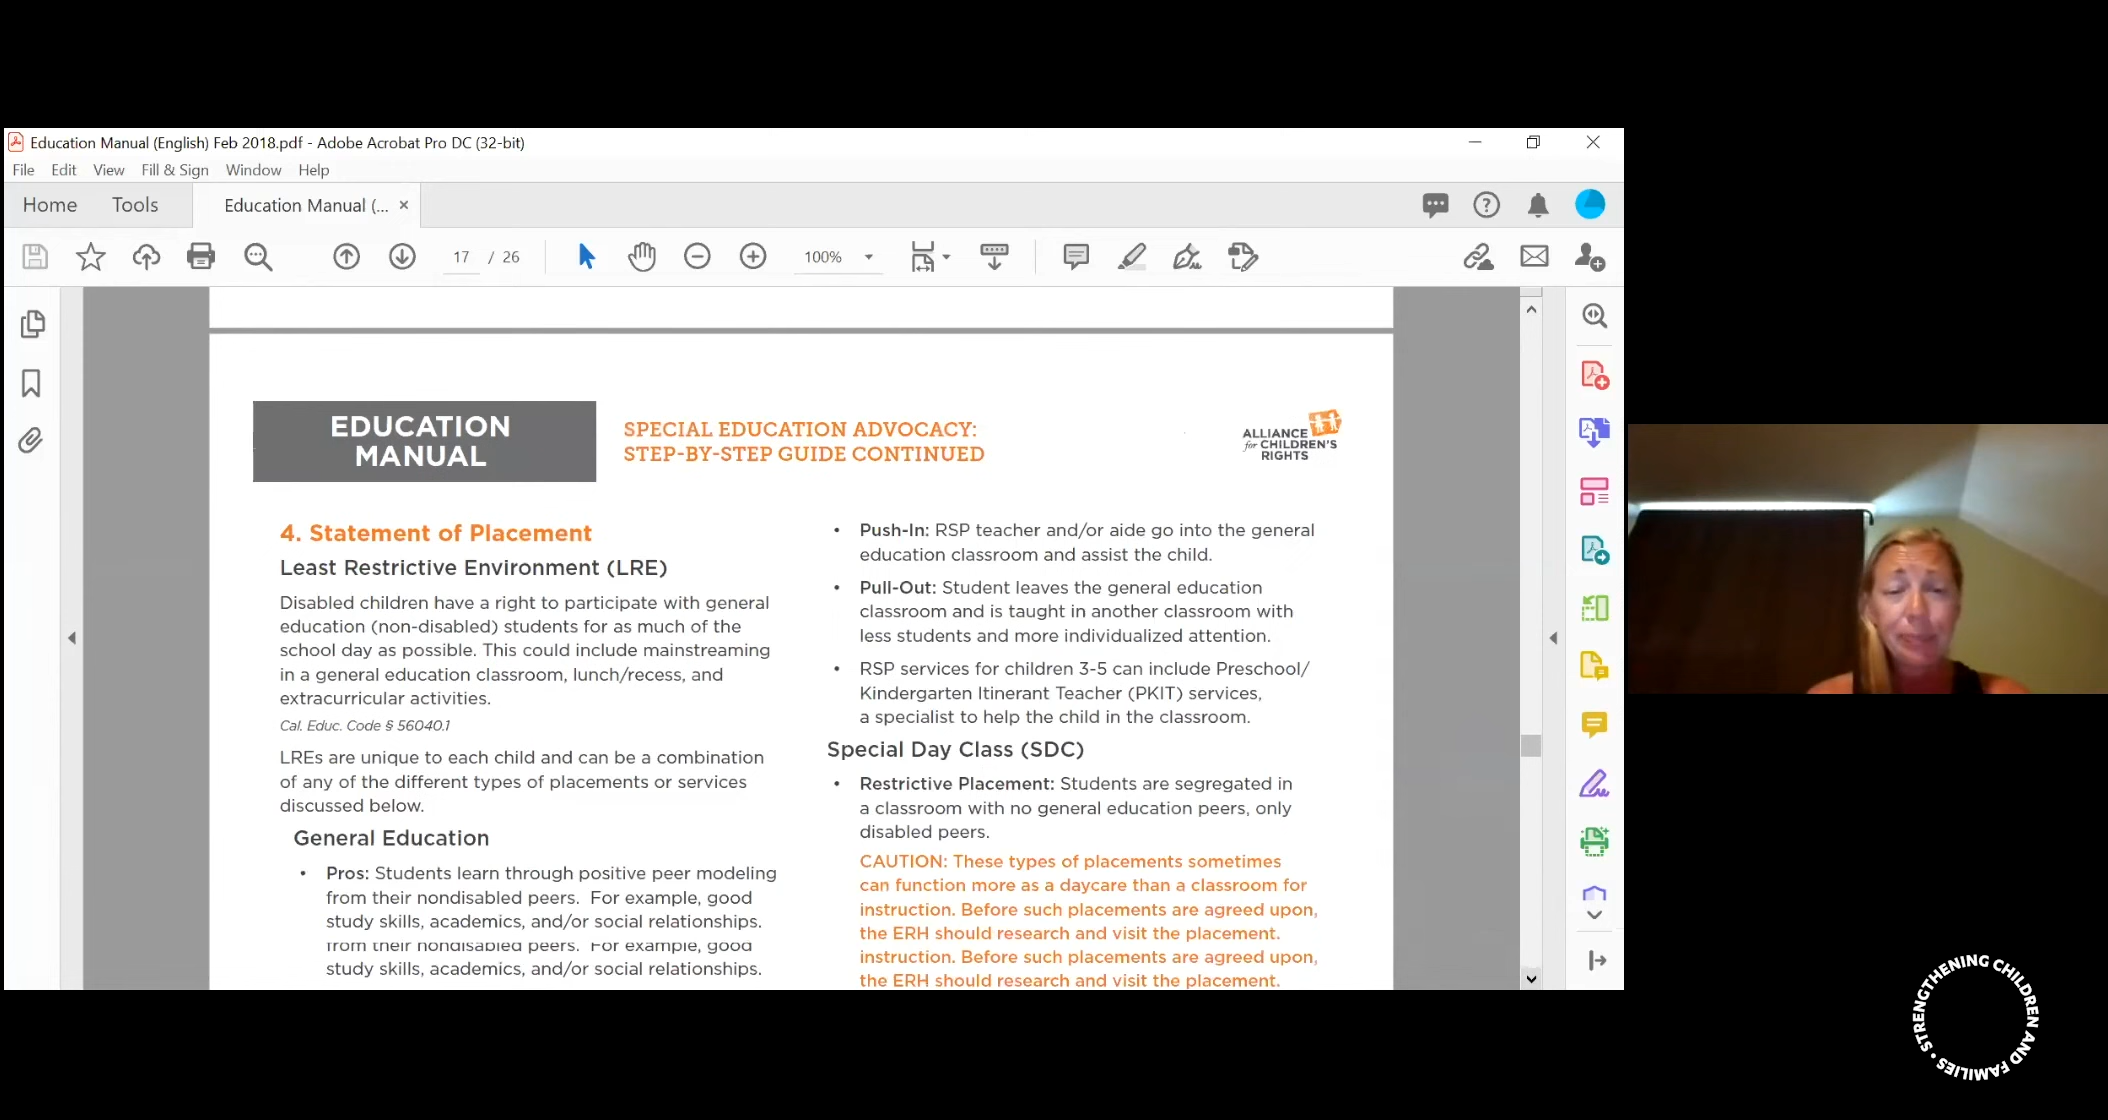 Education Manual (English) Feb 2018.pdf - Adobe Acrobat Pro DC (32-bit)
File Edit View Fill & Sign Window Help
Home Tools Education Manual (... ×
17 / 26 100%
EDUCATION
MANUAL
SPECIAL EDUCATION ADVOCACY:
STEP-BY-STEP GUIDE CONTINUED
ALLIANCE
for CHILDREN'S
RIGHTS
4. Statement of Placement
Least Restrictive Environment (LRE)
Disabled children have a right to participate with general
education (non-disabled) students for as much of the
school day as possible. This could include mainstreaming
in a general education classroom, lunch/recess, and
extracurricular activities.
Cal. Educ. Code § 56040.1
LREs are unique to each child and can be a combination
of any of the different types of placements or services
discussed below.
General Education
• Pros: Students learn through positive peer modeling
from their nondisabled peers. For example, good
study skills, academics, and/or social relationships.
from their nondisabled peers. For example, good
study skills, academics, and/or social relationships.
• Push-In: RSP teacher and/or aide go into the general
education classroom and assist the child.
• Pull-Out: Student leaves the general education
classroom and is taught in another classroom with
less students and more individualized attention.
• RSP services for children 3-5 can include Preschool/
Kindergarten Itinerant Teacher (PKIT) services,
a specialist to help the child in the classroom.
Special Day Class (SDC)
• Restrictive Placement: Students are segregated in
a classroom with no general education peers, only
disabled peers.
CAUTION: These types of placements sometimes
can function more as a daycare than a classroom for
instruction. Before such placements are agreed upon,
the ERH should research and visit the placement.
instruction. Before such placements are agreed upon,
the ERH should research and visit the placement.
STRENGTHENING CHILDREN AND FAMILIES •